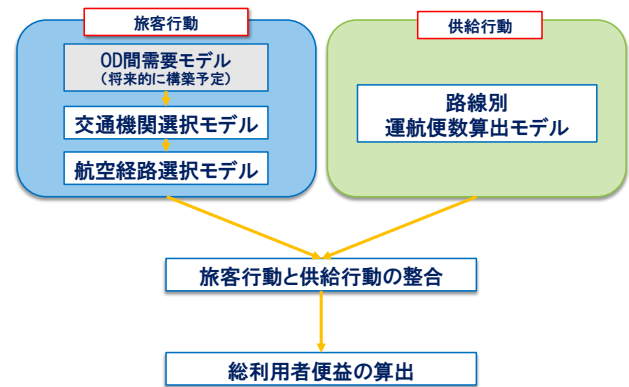 旅客行動
OD間需要モデル
（将来的に構築予定）
交通機関選択モデル
航空経路選択モデル
供給行動
路線別
運航便数算出モデル
旅客行動と供給行動の整合
総利用者便益の算出